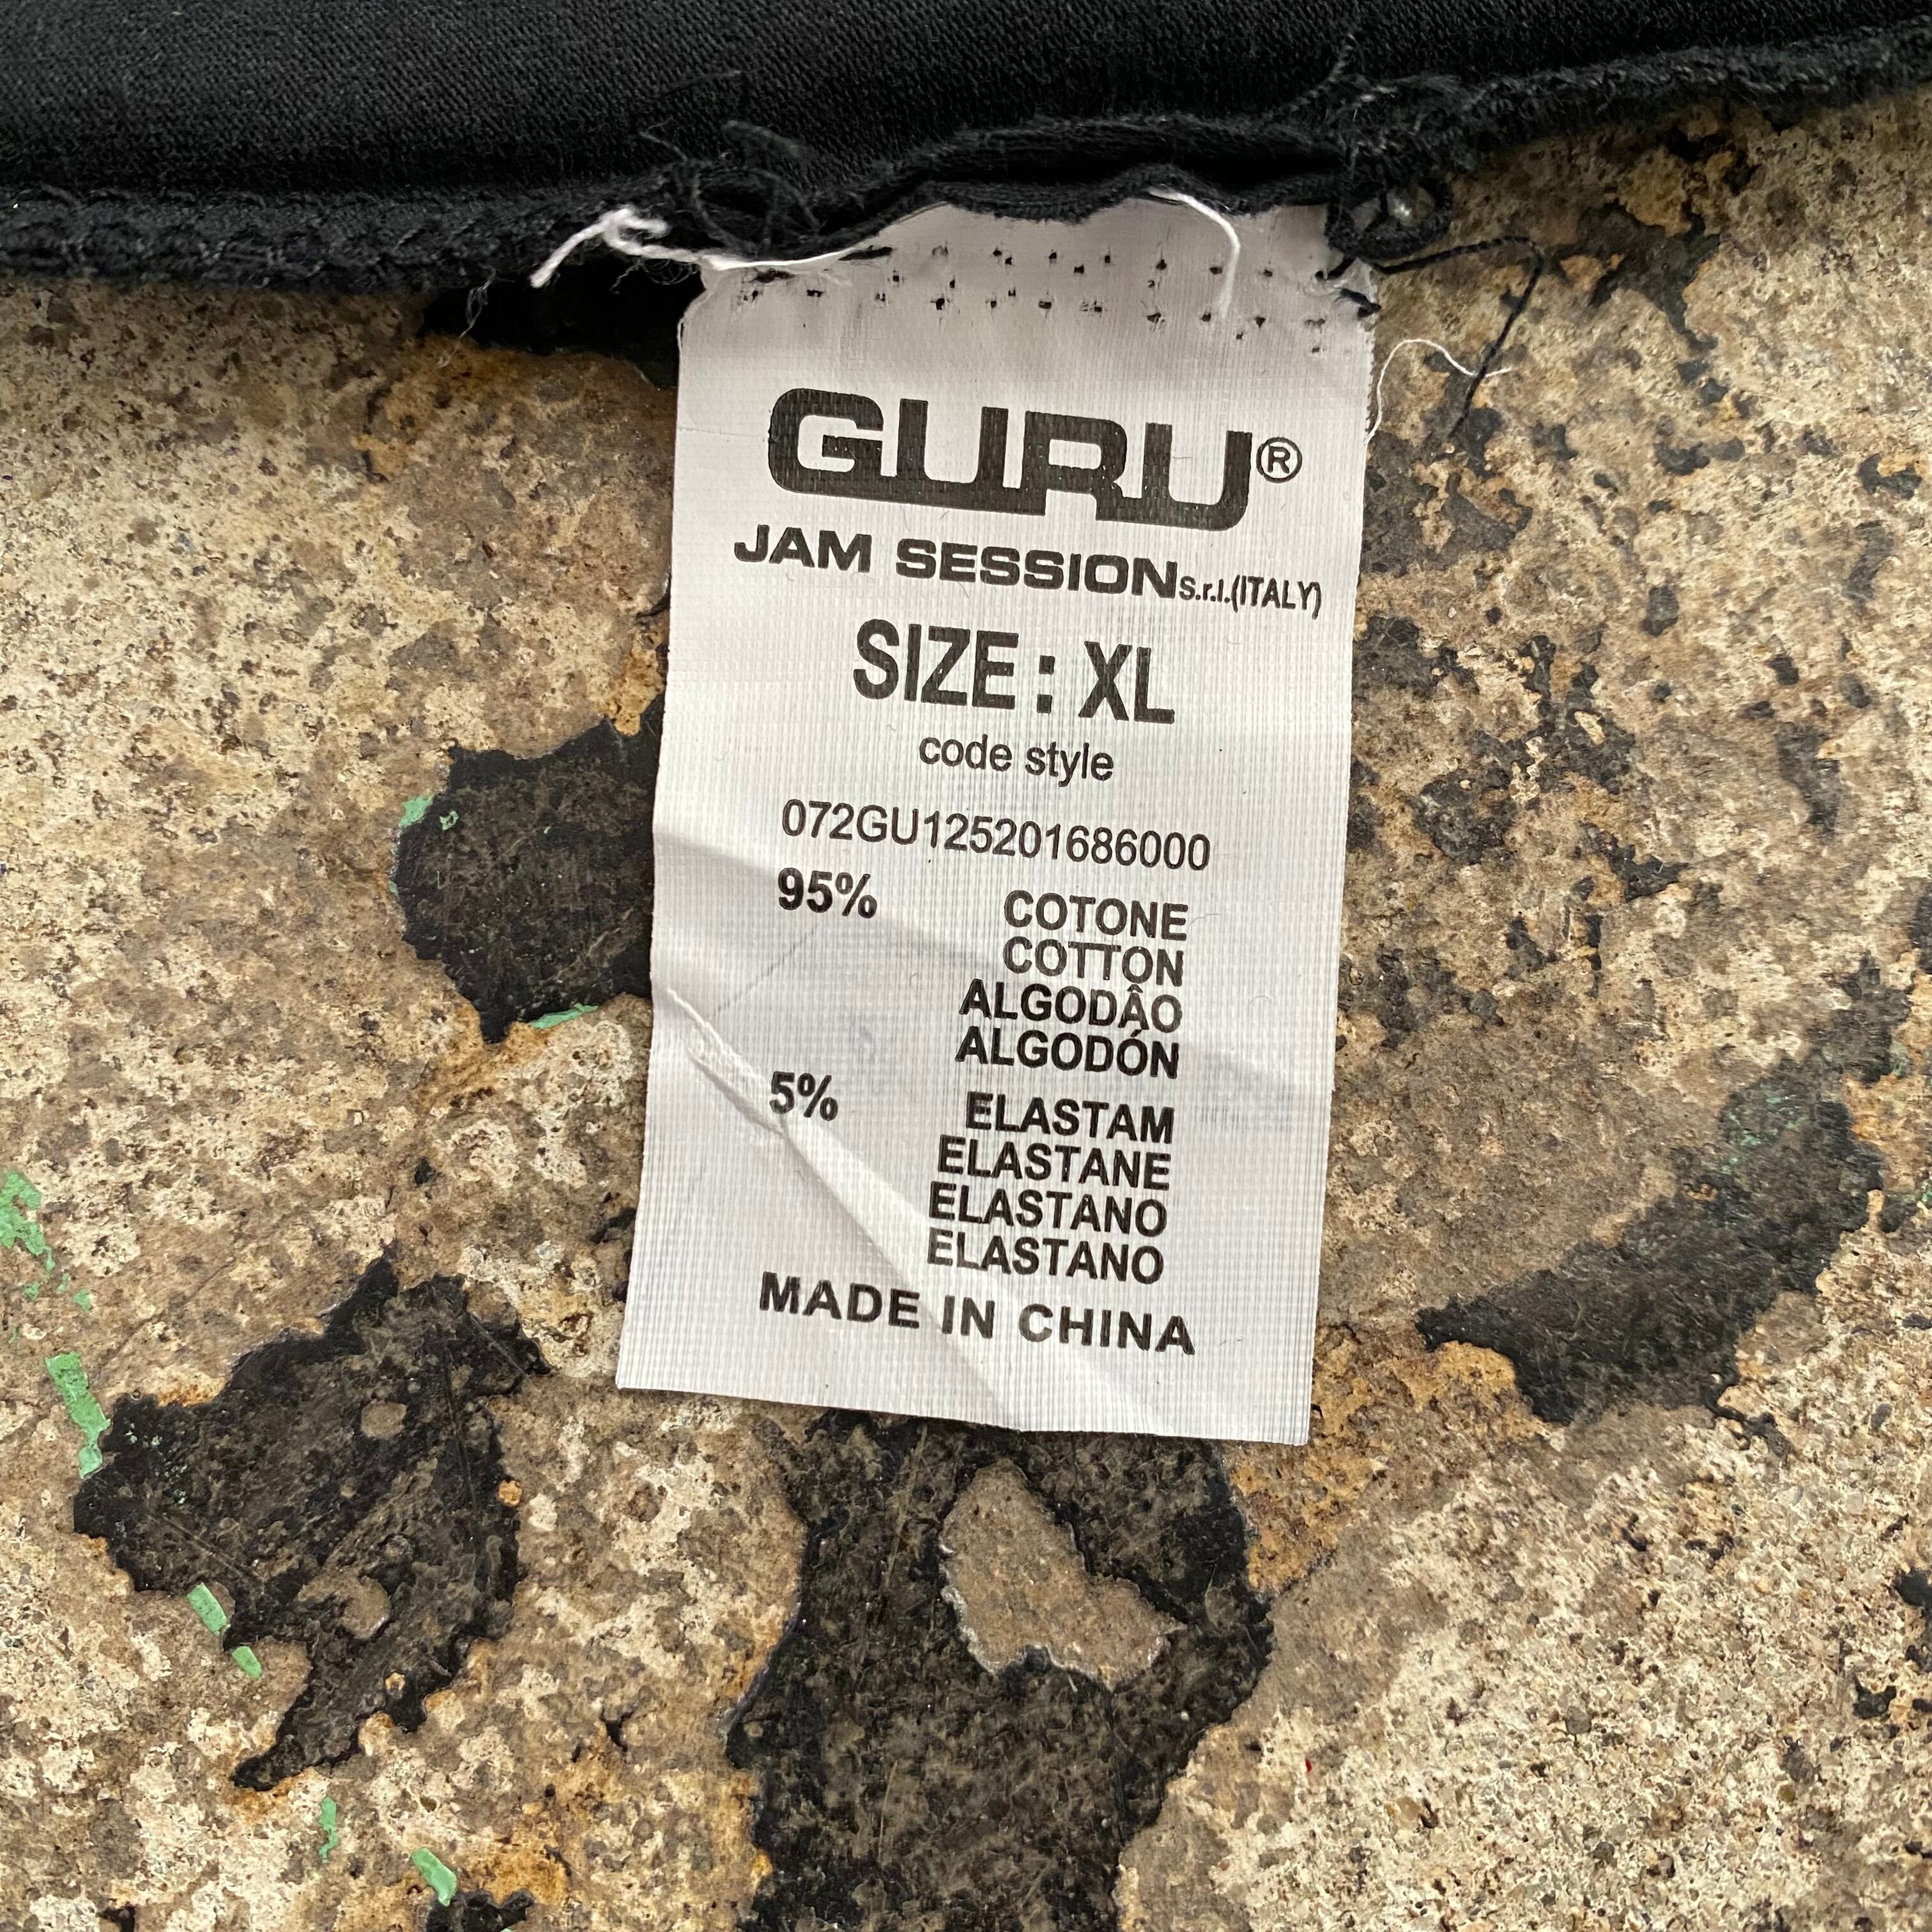 GURU®
JAM SESSION S.r.l.(ITALY)
SIZE : XL
code style
072GU125201686000
95% COTONE
COTTON
ALGODÂO
ALGODÓN
5% ELASTAM
ELASTANE
ELASTANO
ELASTANO
MADE IN CHINA